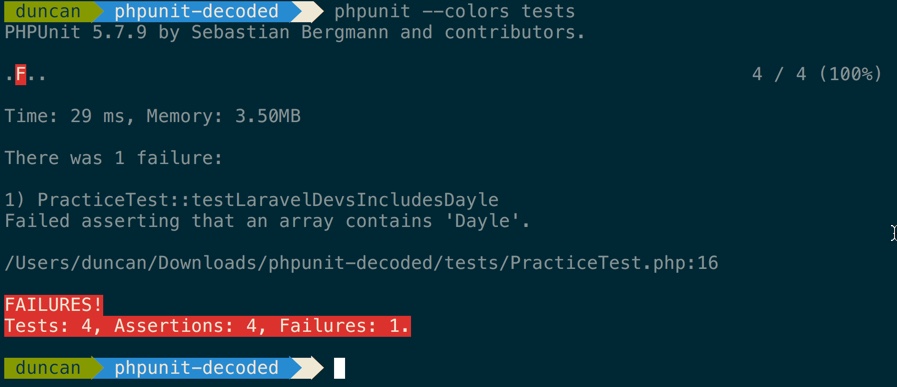 duncan phpunit-decoded phpunit --colors tests
PHPUnit 5.7.9 by Sebastian Bergmann and contributors.
.F.. 4 / 4 (100%)
Time: 29 ms, Memory: 3.50MB
There was 1 failure:
1) PracticeTest::testLaravelDevsIncludesDayle
Failed asserting that an array contains 'Dayle'.
/Users/duncan/Downloads/phpunit-decoded/tests/PracticeTest.php:16
FAILURES!
Tests: 4, Assertions: 4, Failures: 1.
duncan phpunit-decoded